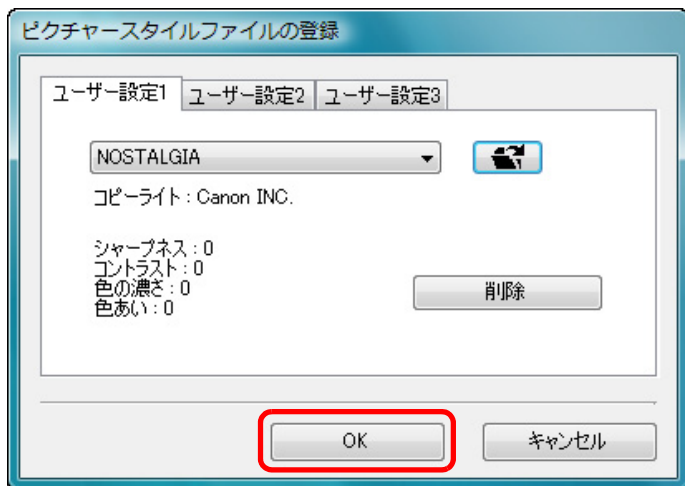 ピクチャースタイルファイルの登録
ユーザー設定1 ユーザー設定2 ユーザー設定3
NOSTALGIA
コピーライト : Canon INC.
シャープネス : 0
コントラスト : 0
色の濃さ : 0
色あい : 0
削除
OK キャンセル